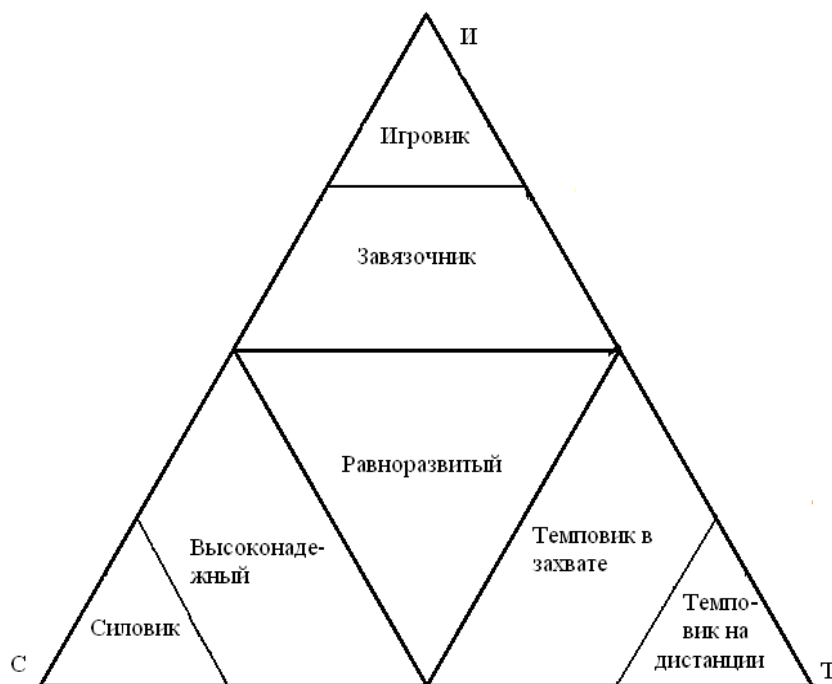 И
Игровик
Завязочник
Равноразвитый
Высоконаде-
жный
Темповик в
захвате
Силовик
Темпо-
вик на
дистанции
С
Т